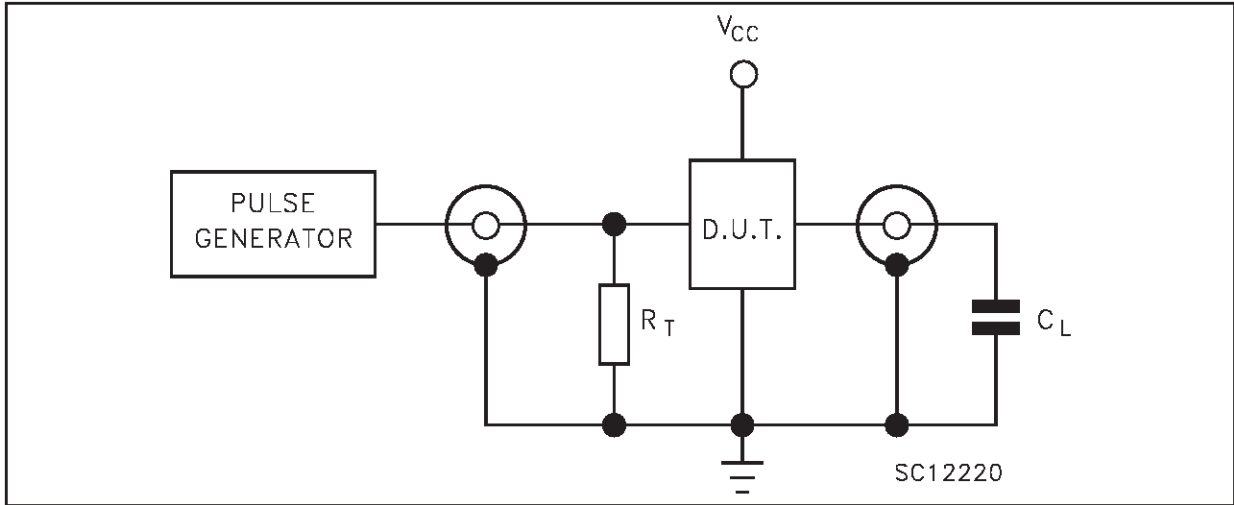 VCC
PULSE
GENERATOR
D.U.T.
RT
CL
SC12220